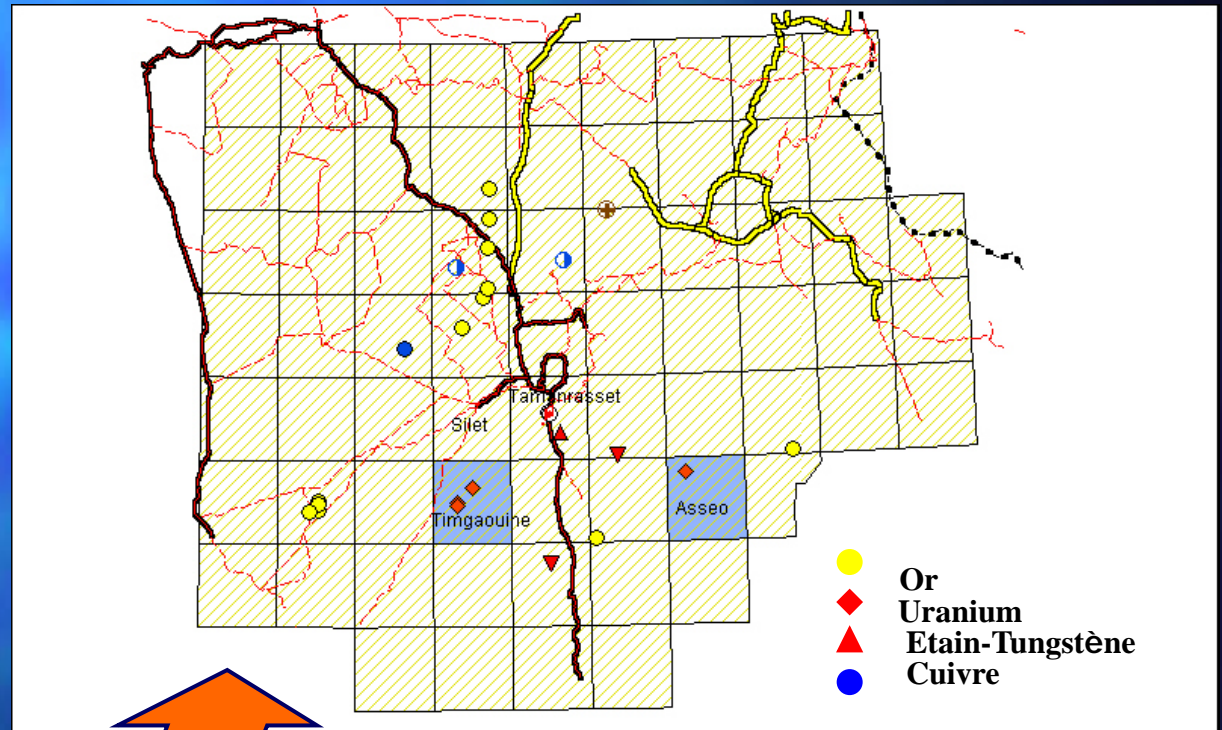 Tamanrasset
Silet
Asseo
Timgaouine
Or
Uranium
Etain-Tungstène
Cuivre